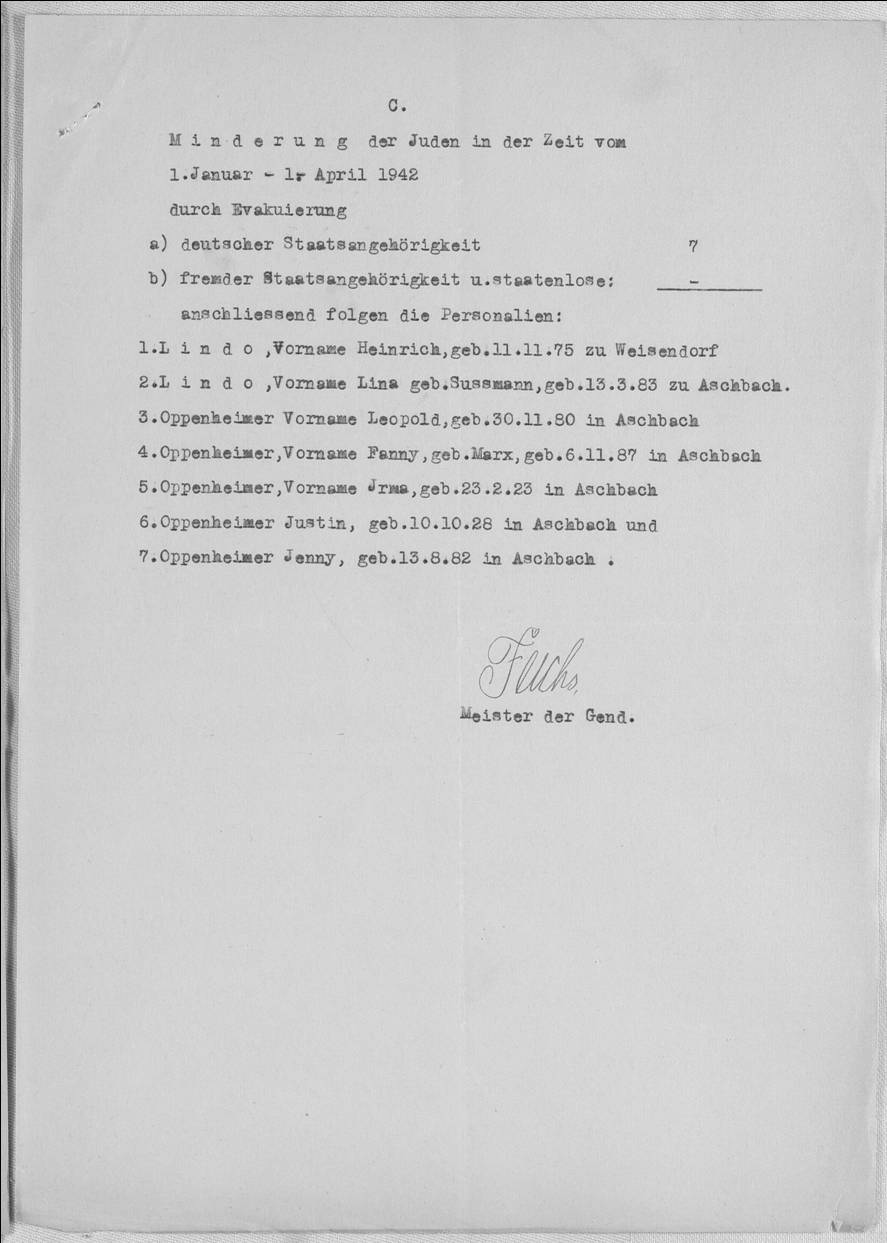 C.
M i n d e r u n g der Juden in der Zeit vom
1.Januar - 1. April 1942
durch Evakuierung
a) deutscher Staatsangehörigkeit 7
b) fremder Staatsangehörigkeit u.staatenlose: -
anschliessend folgen die Personalien:
1.L i n d o ,Vorname Heinrich,geb.11.11.75 zu Weisendorf
2.L i n d o ,Vorname Lina geb.Sussmann,geb.13.3.83 zu Aschbach.
3.Oppenheimer Vorname Leopold,geb.30.11.80 in Aschbach
4.Oppenheimer,Vorname Fanny,geb.Marx,geb.6.11.87 in Aschbach
5.Oppenheimer,Vorname Jrma,geb.23.2.23 in Aschbach
6.Oppenheimer Justin, geb.10.10.28 in Aschbach und
7.Oppenheimer Jenny, geb.13.8.82 in Aschbach .
Fuchs,
Meister der Gend.